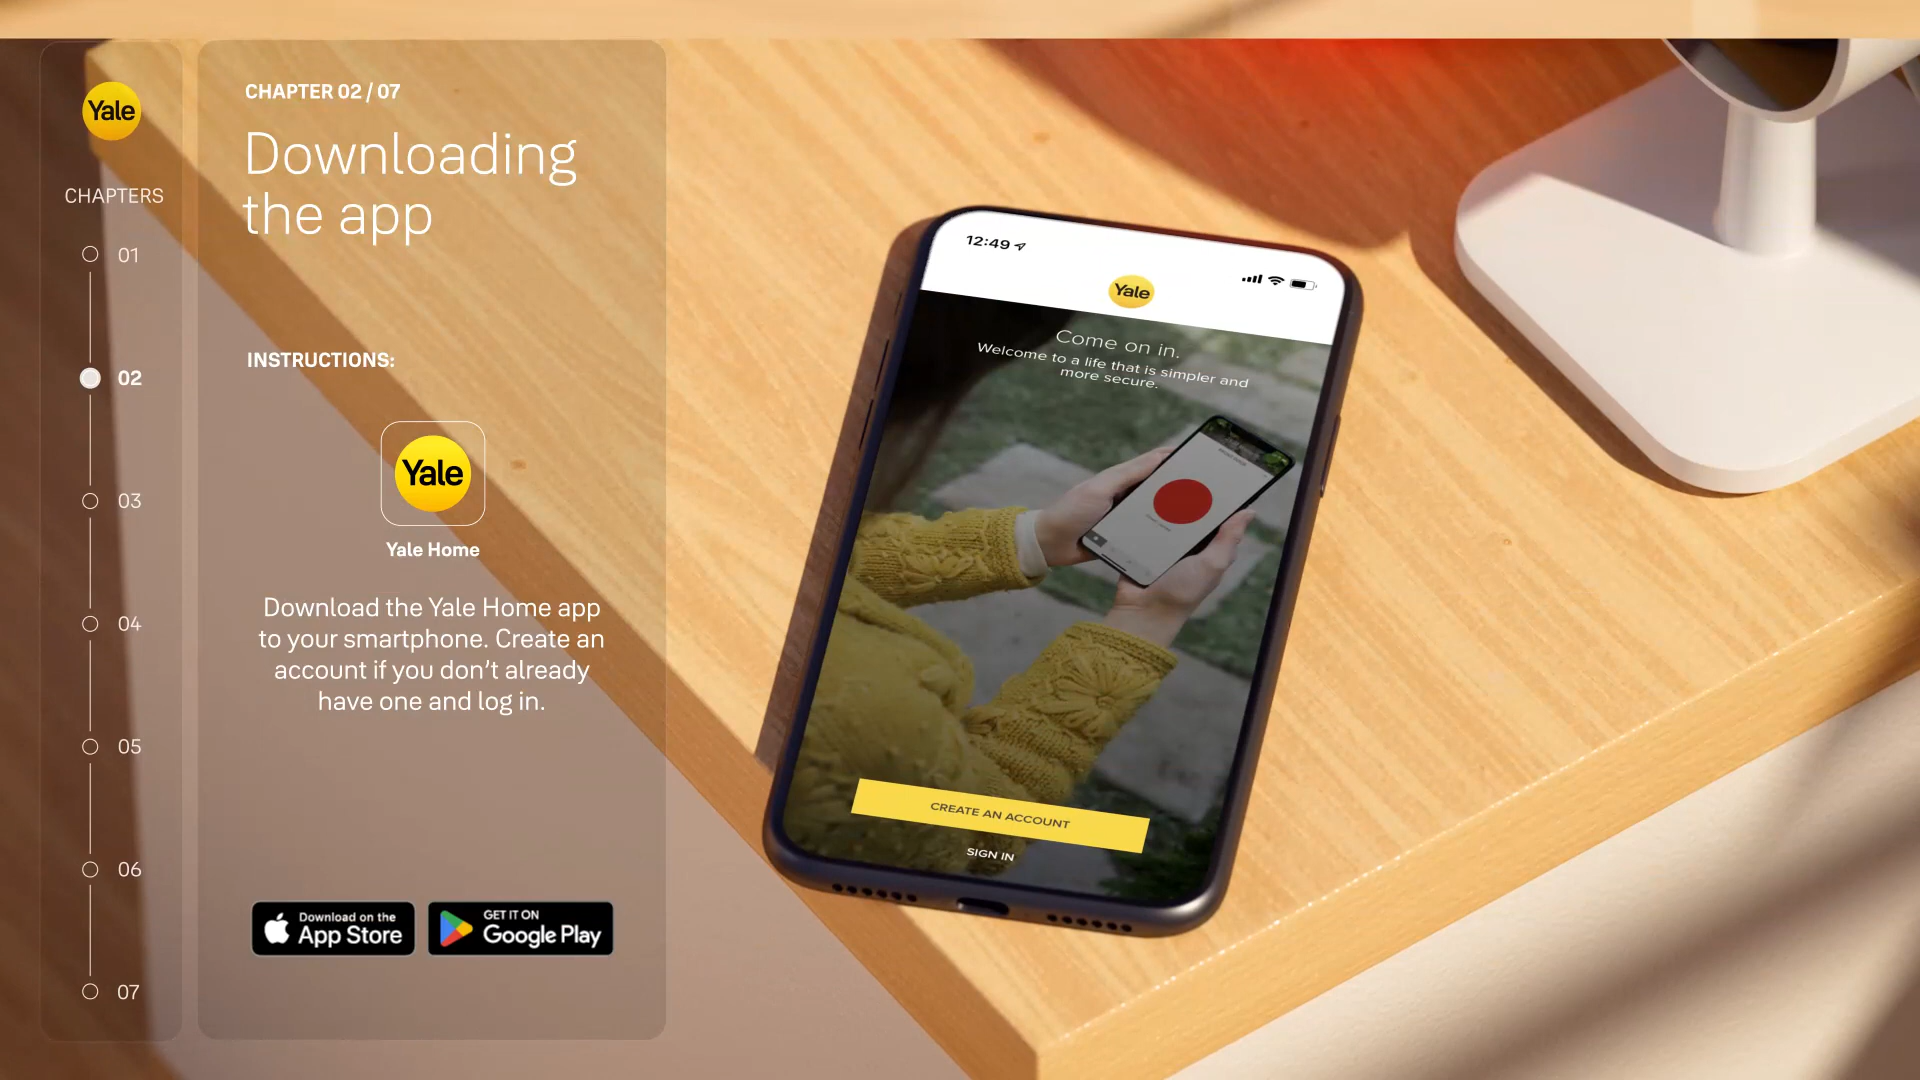 Yale
CHAPTERS
01
02
03
04
05
06
07
CHAPTER 02 / 07
Downloading
the app
INSTRUCTIONS:
Yale
Yale Home
Download the Yale Home app
to your smartphone. Create an
account if you don’t already
have one and log in.
Download on the
App Store
GET IT ON
Google Play
12:49
Yale
Come on in.
Welcome to a life that is simpler and
more secure.
CREATE AN ACCOUNT
SIGN IN